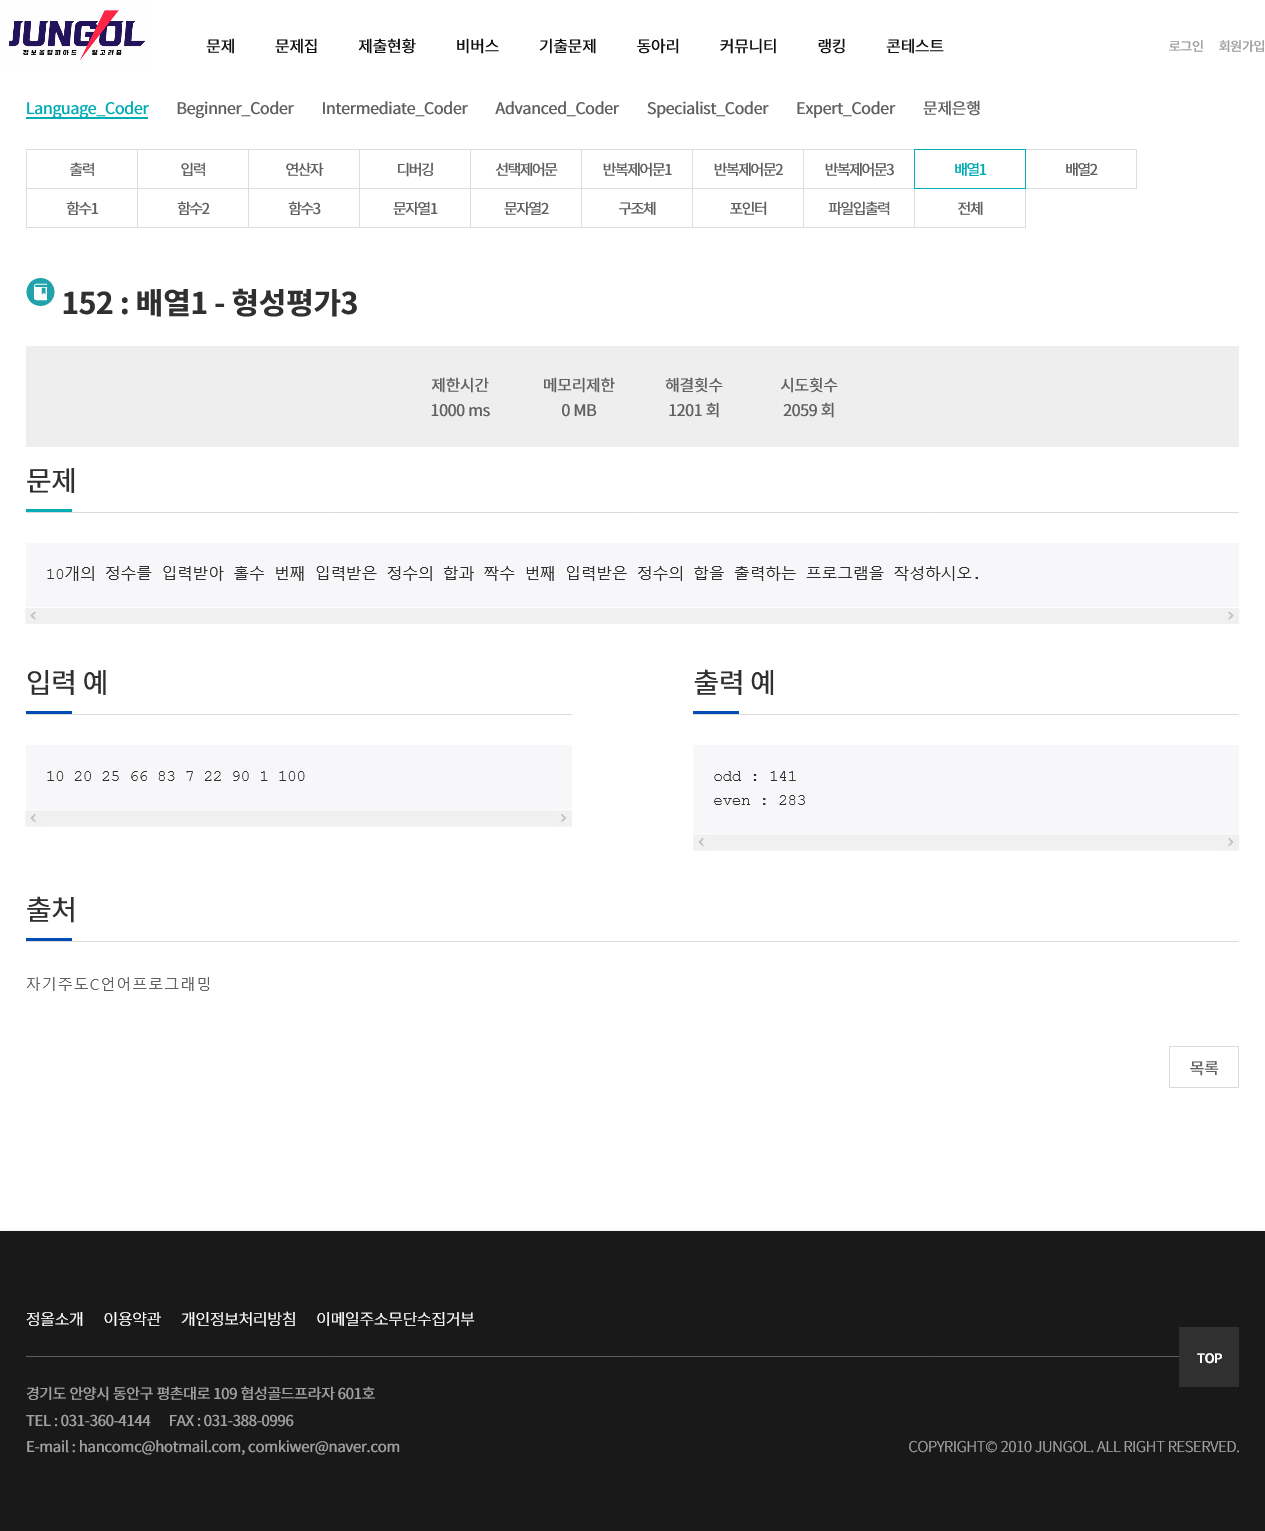 JUNGOL
정보올림피아드 알고리즘
문제 문제집 제출현황 비버스 기출문제 동아리 커뮤니티 랭킹 콘테스트 로그인 회원가입
Language_Coder Beginner_Coder Intermediate_Coder Advanced_Coder Specialist_Coder Expert_Coder 문제은행
출력 입력 연산자 디버깅 선택제어문 반복제어문1 반복제어문2 반복제어문3 배열1 배열2
함수1 함수2 함수3 문자열1 문자열2 구조체 포인터 파일입출력 전체
152 : 배열1 - 형성평가3
제한시간 메모리제한 해결횟수 시도횟수
1000 ms 0 MB 1201 회 2059 회
문제
10개의 정수를 입력받아 홀수 번째 입력받은 정수의 합과 짝수 번째 입력받은 정수의 합을 출력하는 프로그램을 작성하시오.
입력 예 출력 예
10 20 25 66 83 7 22 90 1 100 odd : 141
even : 283
출처
자기주도C언어프로그래밍
목록
정올소개 이용약관 개인정보처리방침 이메일주소무단수집거부
TOP
경기도 안양시 동안구 평촌대로 109 협성골드프라자 601호
TEL : 031-360-4144 FAX : 031-388-0996
E-mail : hancomc@hotmail.com, comkiwer@naver.com COPYRIGHT© 2010 JUNGOL. ALL RIGHT RESERVED.